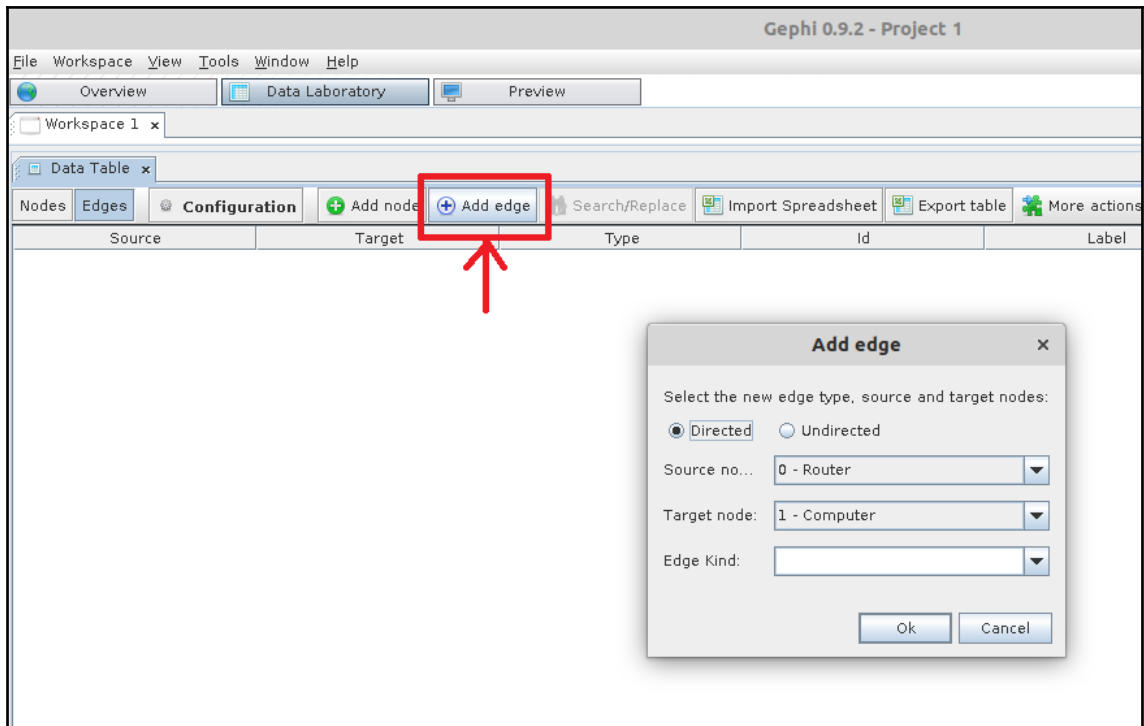 Gephi 0.9.2 - Project 1
File Workspace View Tools Window Help
Overview Data Laboratory Preview
Workspace 1 x
Data Table x
Nodes Edges Configuration Add node Add edge Search/Replace Import Spreadsheet Export table More actions
Source Target Type Id Label
Add edge ×
Select the new edge type, source and target nodes:
Directed Undirected
Source no... 0 - Router
Target node: 1 - Computer
Edge Kind:
Ok Cancel